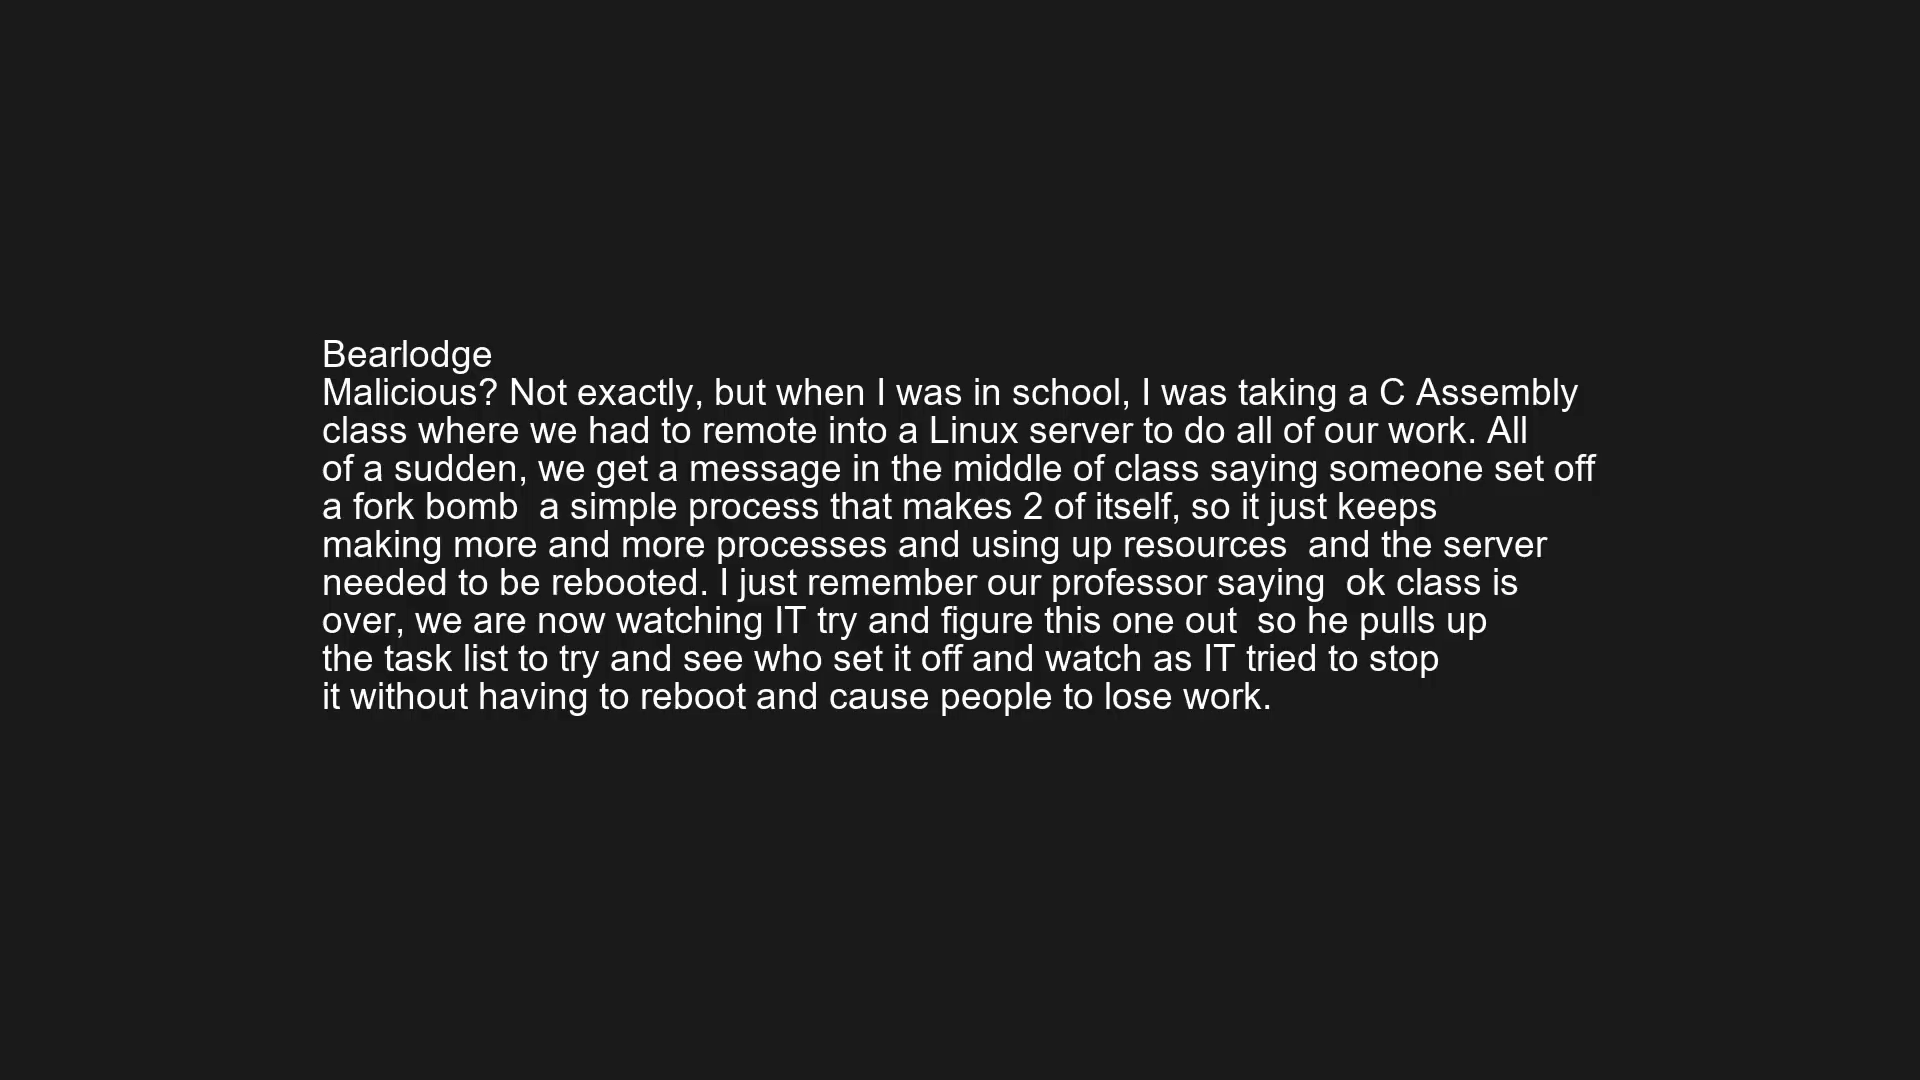 Bearlodge
Malicious? Not exactly, but when I was in school, I was taking a C Assembly
class where we had to remote into a Linux server to do all of our work. All
of a sudden, we get a message in the middle of class saying someone set off
a fork bomb  a simple process that makes 2 of itself, so it just keeps
making more and more processes and using up resources  and the server
needed to be rebooted. I just remember our professor saying  ok class is
over, we are now watching IT try and figure this one out  so he pulls up
the task list to try and see who set it off and watch as IT tried to stop
it without having to reboot and cause people to lose work.